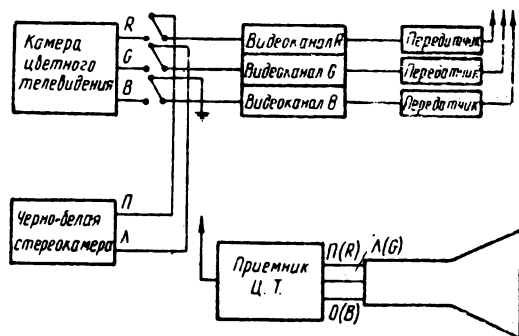 Камера
цветного
телевидения
R
G
B
Видеоканал R
Видеоканал G
Видеоканал B
Передатчик
Передатчик
Передатчик
Черно-белая
стереокамера
П
Л
Приемник
Ц. Т.
П(R)
Л(G)
О(B)